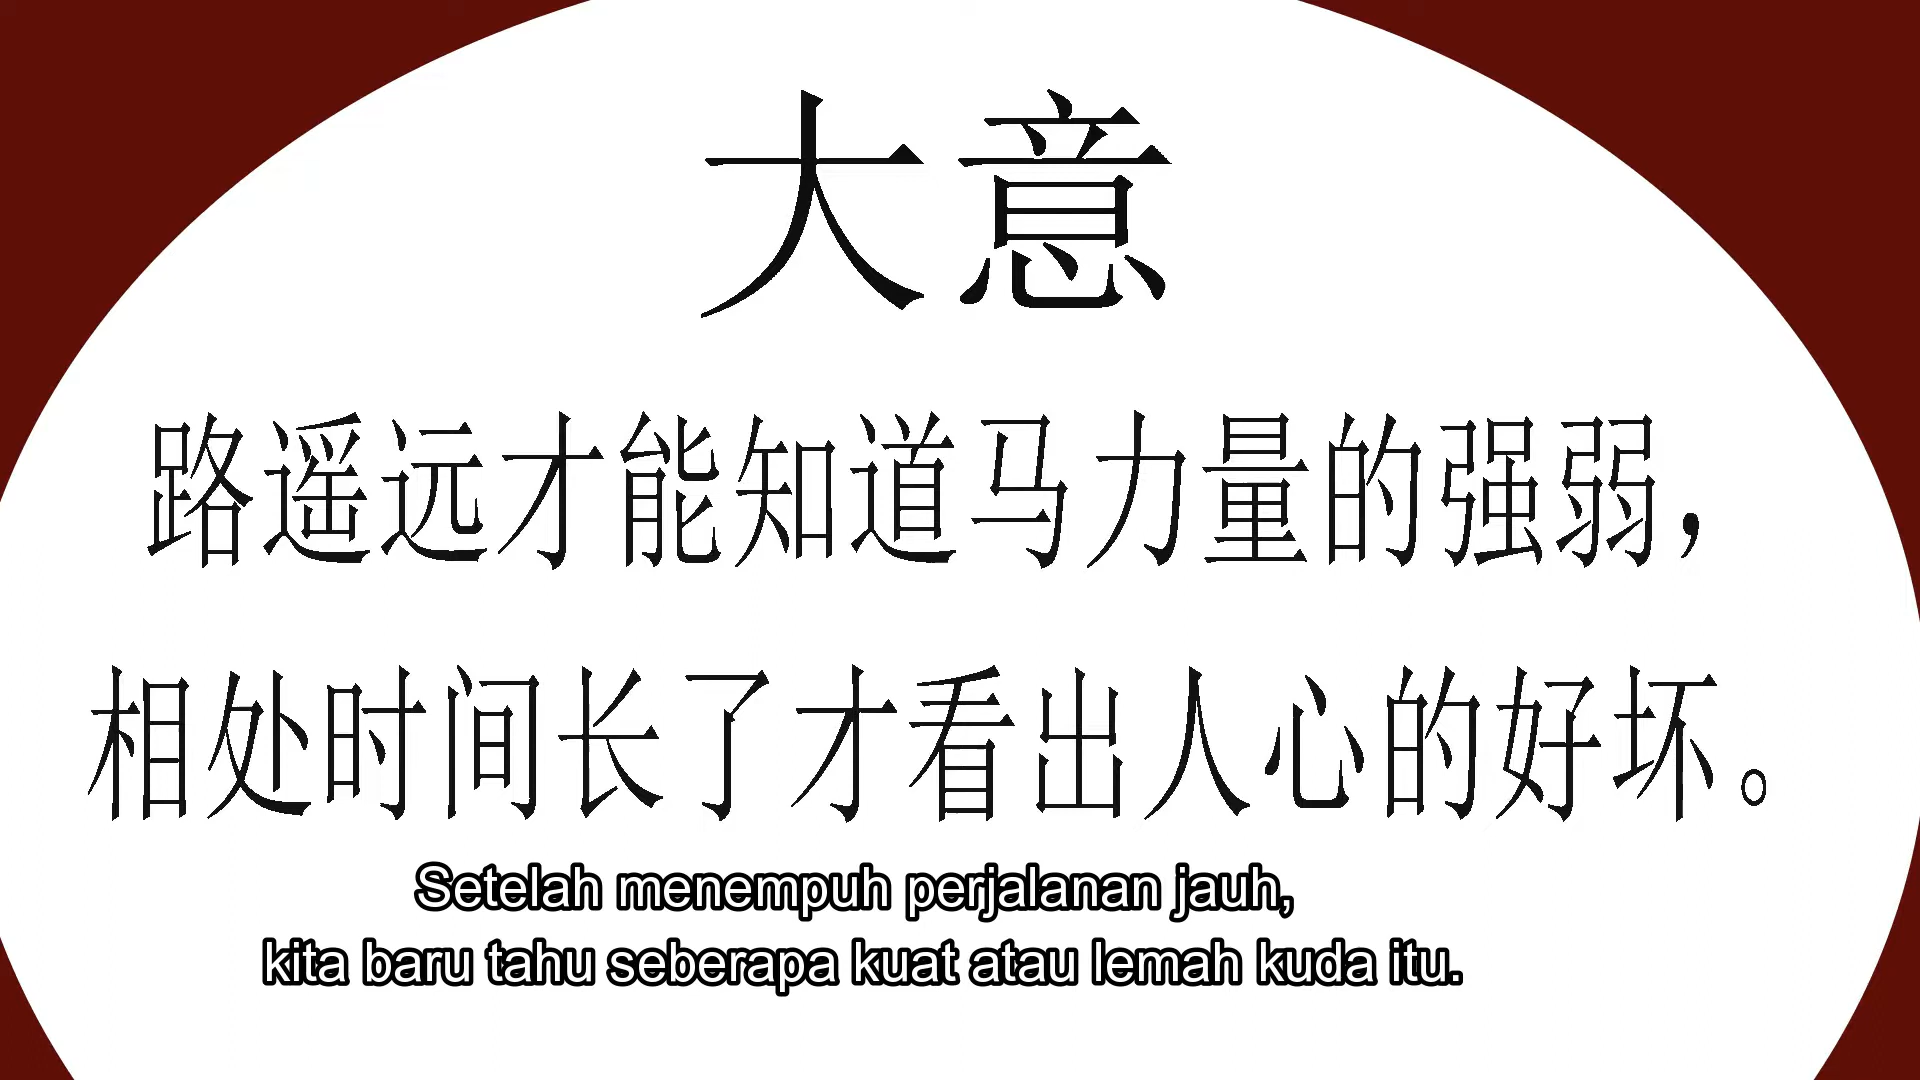 大意
路遥远才能知道马力量的强弱，
相处时间长了才看出人心的好坏。
Setelah menempuh perjalanan jauh,
kita baru tahu seberapa kuat atau lemah kuda itu.